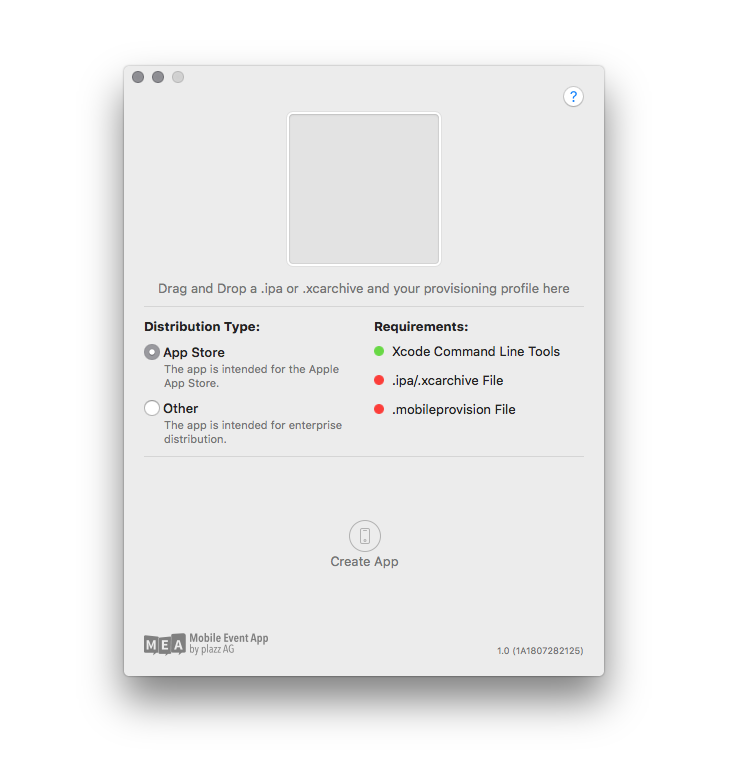 ?
Drag and Drop a .ipa or .xcarchive and your provisioning profile here
Distribution Type:
App Store
The app is intended for the Apple
App Store.
Other
The app is intended for enterprise
distribution.
Requirements:
Xcode Command Line Tools
.ipa/.xcarchive File
.mobileprovision File
Create App
MEA
Mobile Event App
by plazz AG
1.0 (1A1807282125)